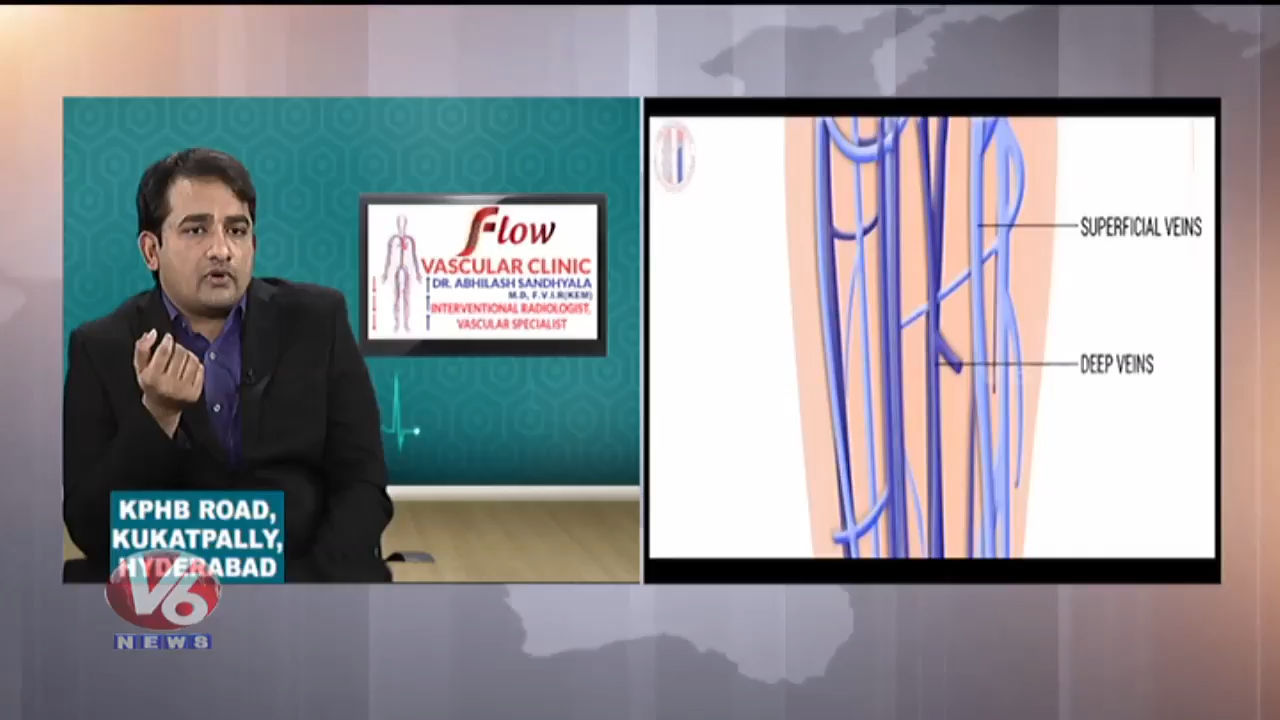 Flow
VASCULAR CLINIC
DR. ABHILASH SANDHYALA
M.D, F.V.I.R(KEM)
INTERVENTIONAL RADIOLOGIST,
VASCULAR SPECIALIST
SUPERFICIAL VEINS
DEEP VEINS
KPHB ROAD,
KUKATPALLY,
HYDERABAD
V6
NEWS